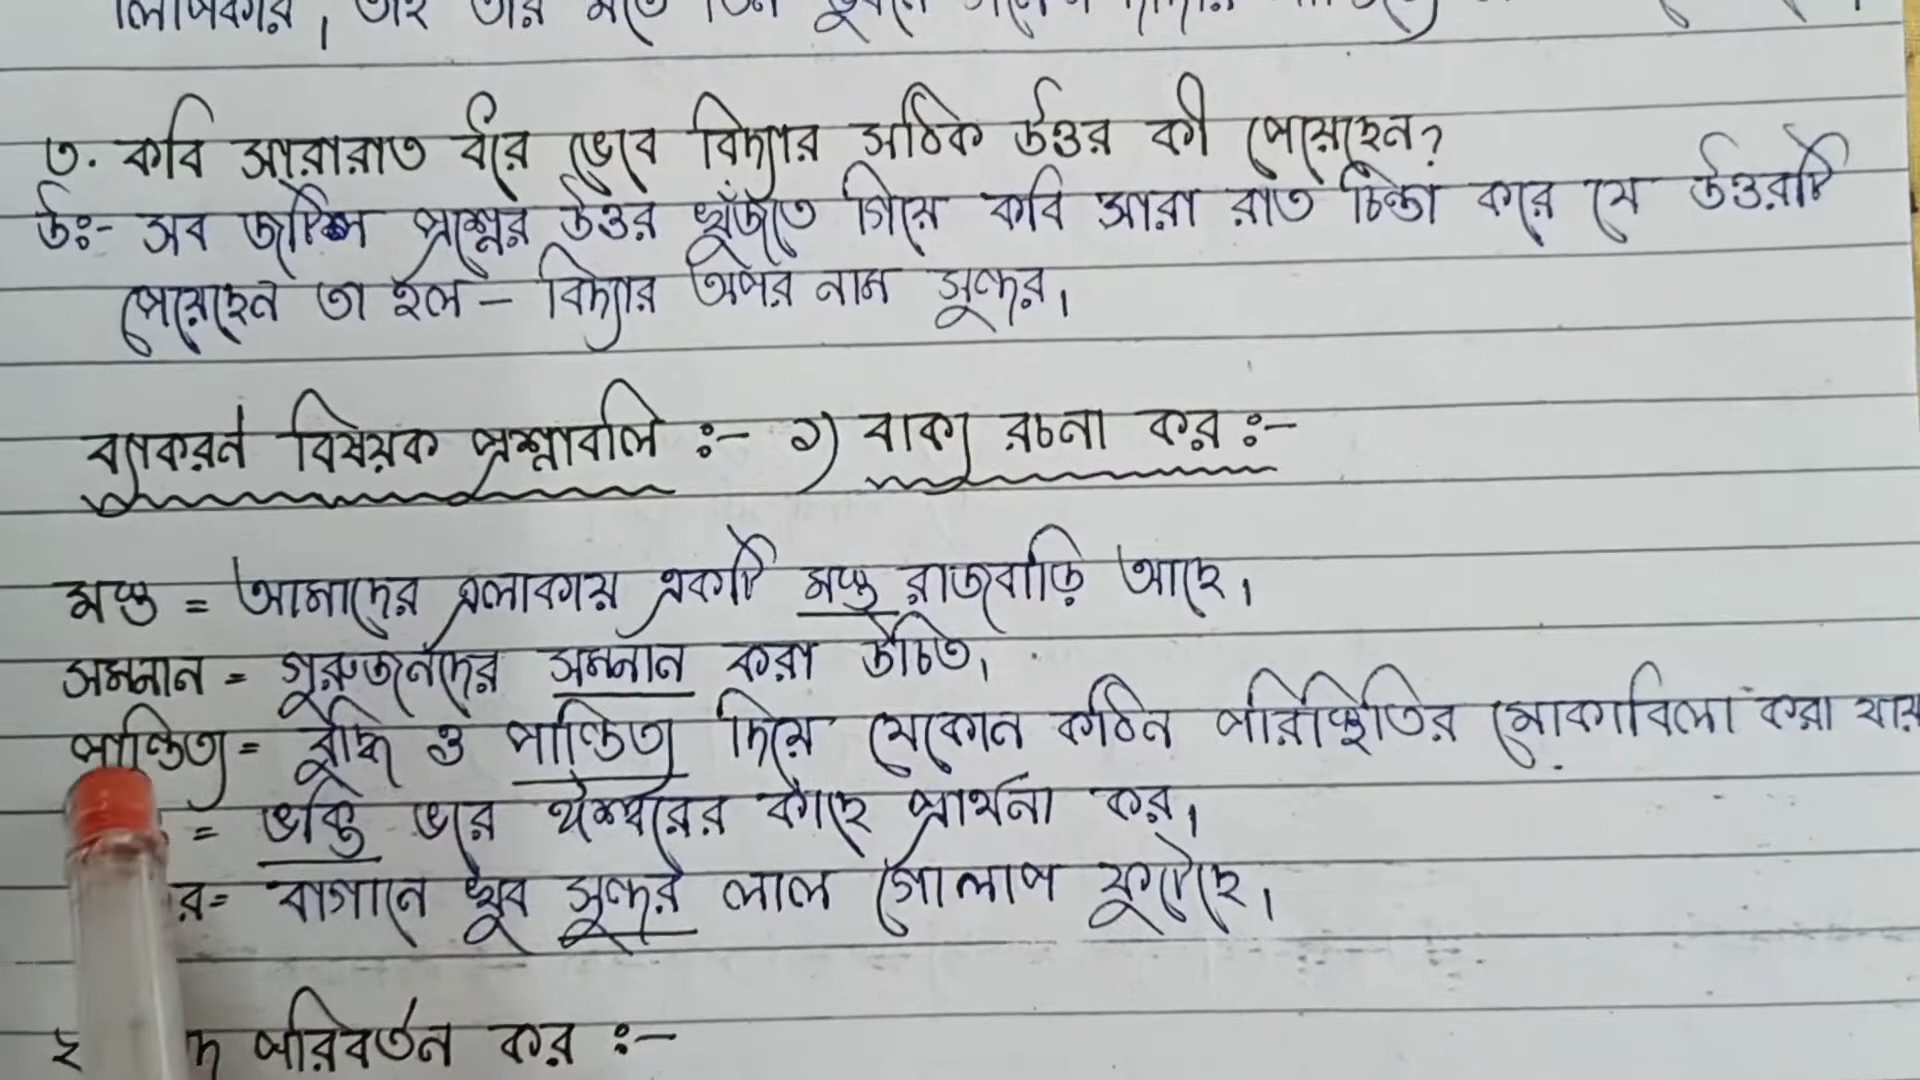 ৩. কবি সারারাত ধরে ভেবে বিদ্যার সঠিক উত্তর কী পেয়েছেন?
উঃ- সব জটিল প্রশ্নের উত্তর খুঁজতে গিয়ে কবি সারা রাত চিন্তা করে যে উত্তরটি
পেয়েছেন তা হল – বিদ্যার অপর নাম সুন্দর।
ব্যাকরণ বিষয়ক প্রশ্নাবলি :- ১) বাক্য রচনা কর :-
মস্ত = আমাদের এলাকায় একটি মস্ত রাজবাড়ি আছে।
সম্মান = গুরুজনদের সম্মান করা উচিত।
পাণ্ডিত্য = বুদ্ধি ও পাণ্ডিত্য দিয়ে যেকোন কঠিন পরিস্থিতির মোকাবিলা করা যায়
= ভক্তি ভরে ঈশ্বরের কাছে প্রার্থনা কর।
র= বাগানে খুব সুন্দর লাল গোলাপ ফুটেছে।
২ পরিবর্তন কর :-